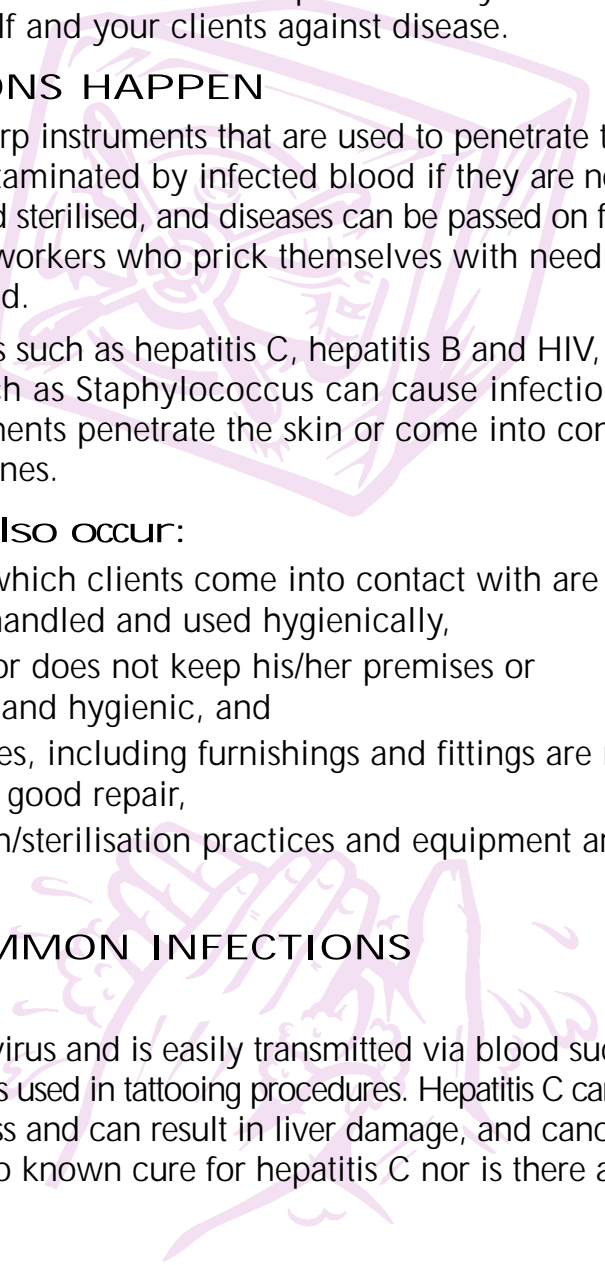 lf and your clients against disease.
ONS HAPPEN
rp instruments that are used to penetrate t
taminated by infected blood if they are n
d sterilised, and diseases can be passed on f
workers who prick themselves with need
d.
s such as hepatitis C, hepatitis B and HIV,
ch as Staphylococcus can cause infectio
ments penetrate the skin or come into con
nes.
lso occur:
which clients come into contact with are
handled and used hygienically,
or does not keep his/her premises or
and hygienic, and
es, including furnishings and fittings are
good repair,
n/sterilisation practices and equipment a
MMON INFECTIONS
virus and is easily transmitted via blood suc
s used in tattooing procedures. Hepatitis C ca
ss and can result in liver damage, and canc
o known cure for hepatitis C nor is there a